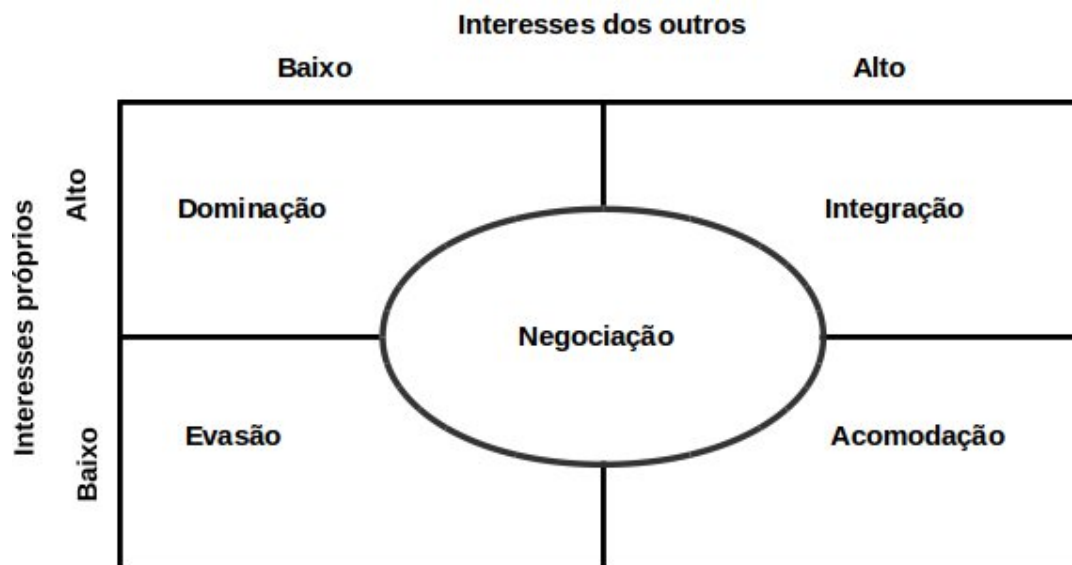 Interesses dos outros
Baixo Alto
Interesses próprios
Alto
Dominação Integração
Negociação
Baixo
Evasão Acomodação